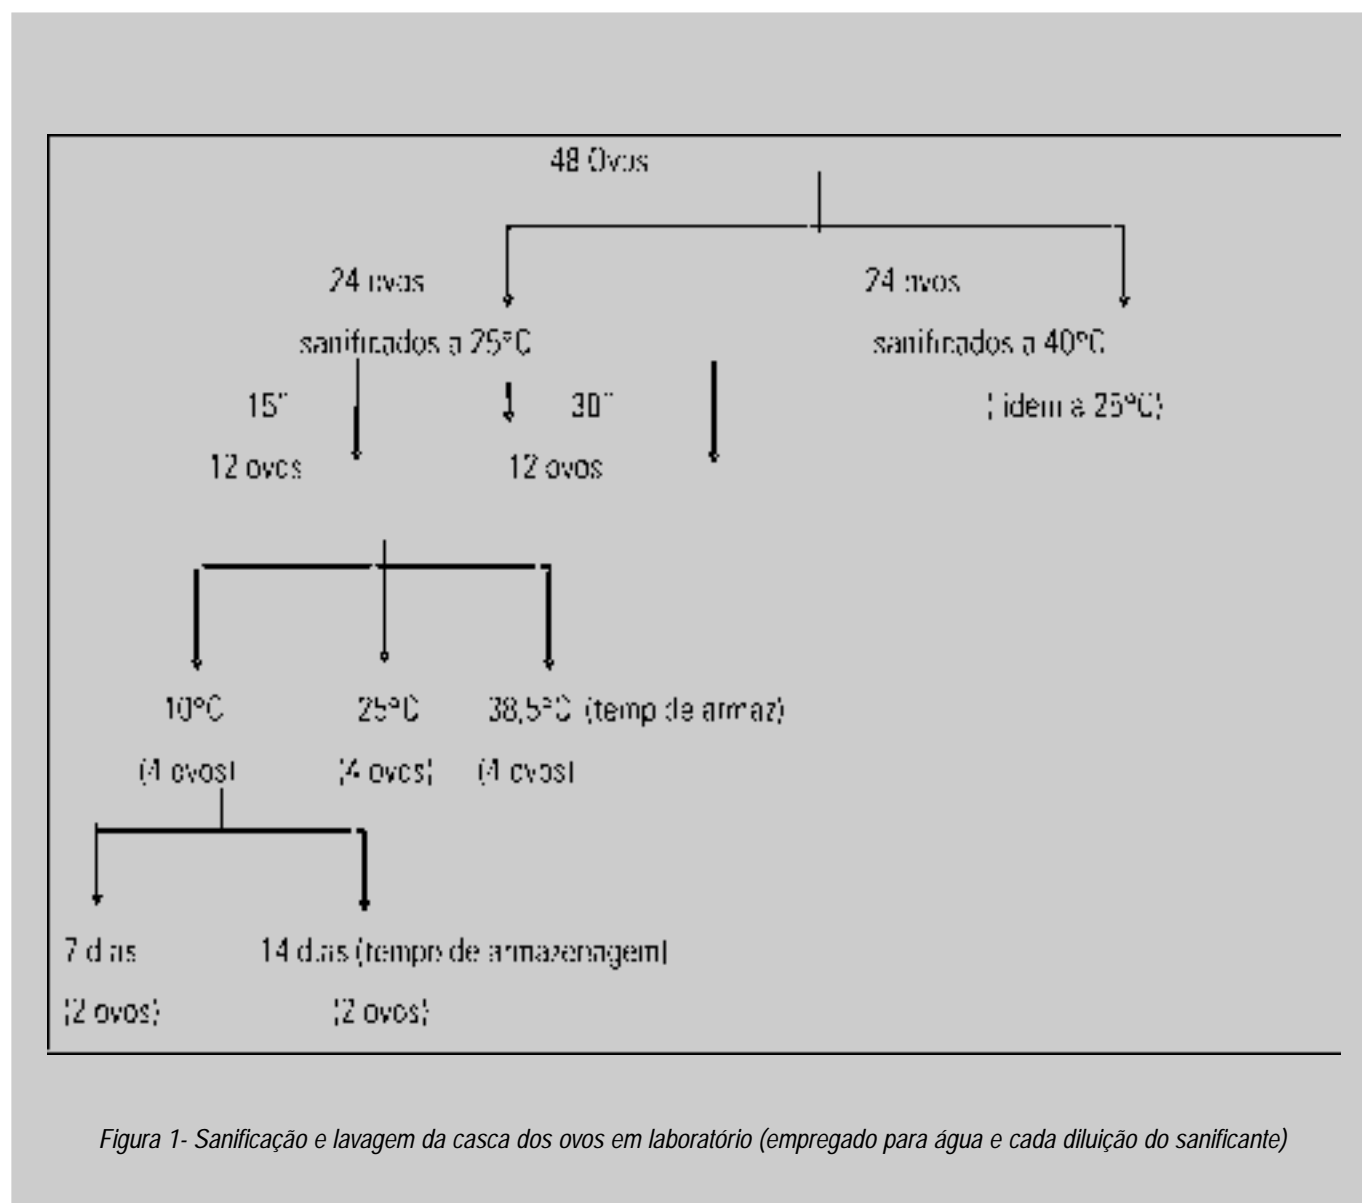 48 Ovos
24 ovos 24 ovos
sanificados a 25°C sanificados a 40°C
15" 30" ( idem a 25°C)
12 ovos 12 ovos
10°C 25°C 38,5°C (temp de armaz)
(4 ovos) (4 ovos) (4 ovos)
7 dias 14 dias (tempo de armazenagem)
(2 ovos) (2 ovos)
Figura 1- Sanificação e lavagem da casca dos ovos em laboratório (empregado para água e cada diluição do sanificante)